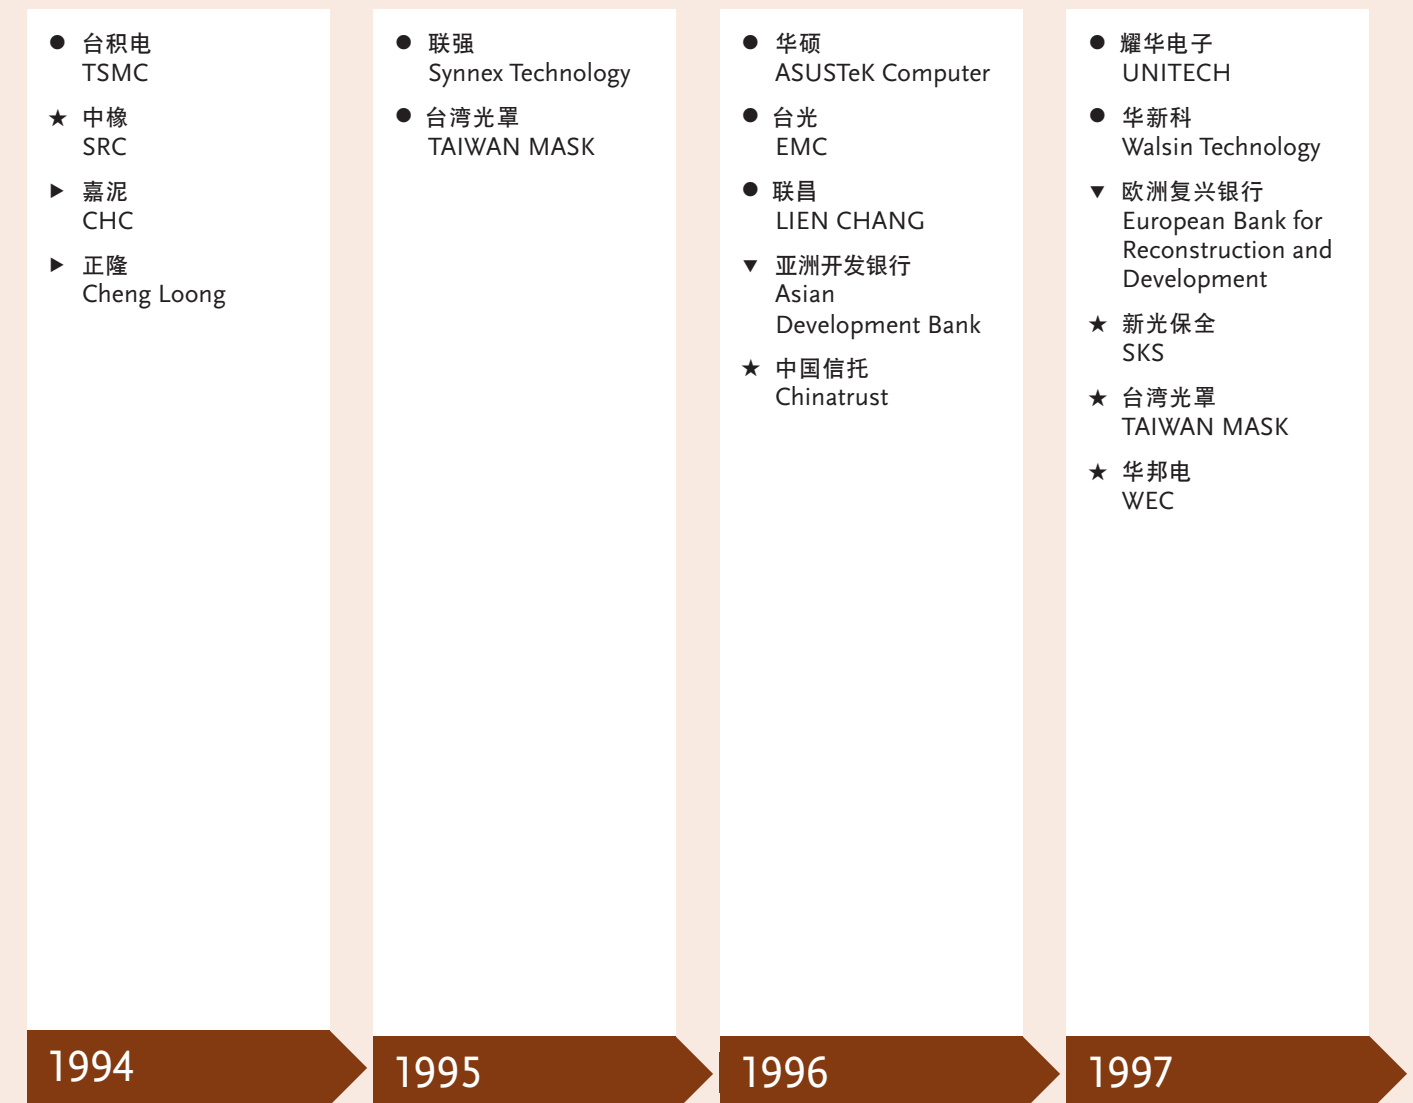 ● 台积电
TSMC
★ 中橡
SRC
▶ 嘉泥
CHC
▶ 正隆
Cheng Loong
1994
● 联强
Synnex Technology
● 台湾光罩
TAIWAN MASK
1995
● 华硕
ASUSTeK Computer
● 台光
EMC
● 联昌
LIEN CHANG
▼ 亚洲开发银行
Asian
Development Bank
★ 中国信托
Chinatrust
1996
● 耀华电子
UNITECH
● 华新科
Walsin Technology
▼ 欧洲复兴银行
European Bank for
Reconstruction and
Development
★ 新光保全
SKS
★ 台湾光罩
TAIWAN MASK
★ 华邦电
WEC
1997